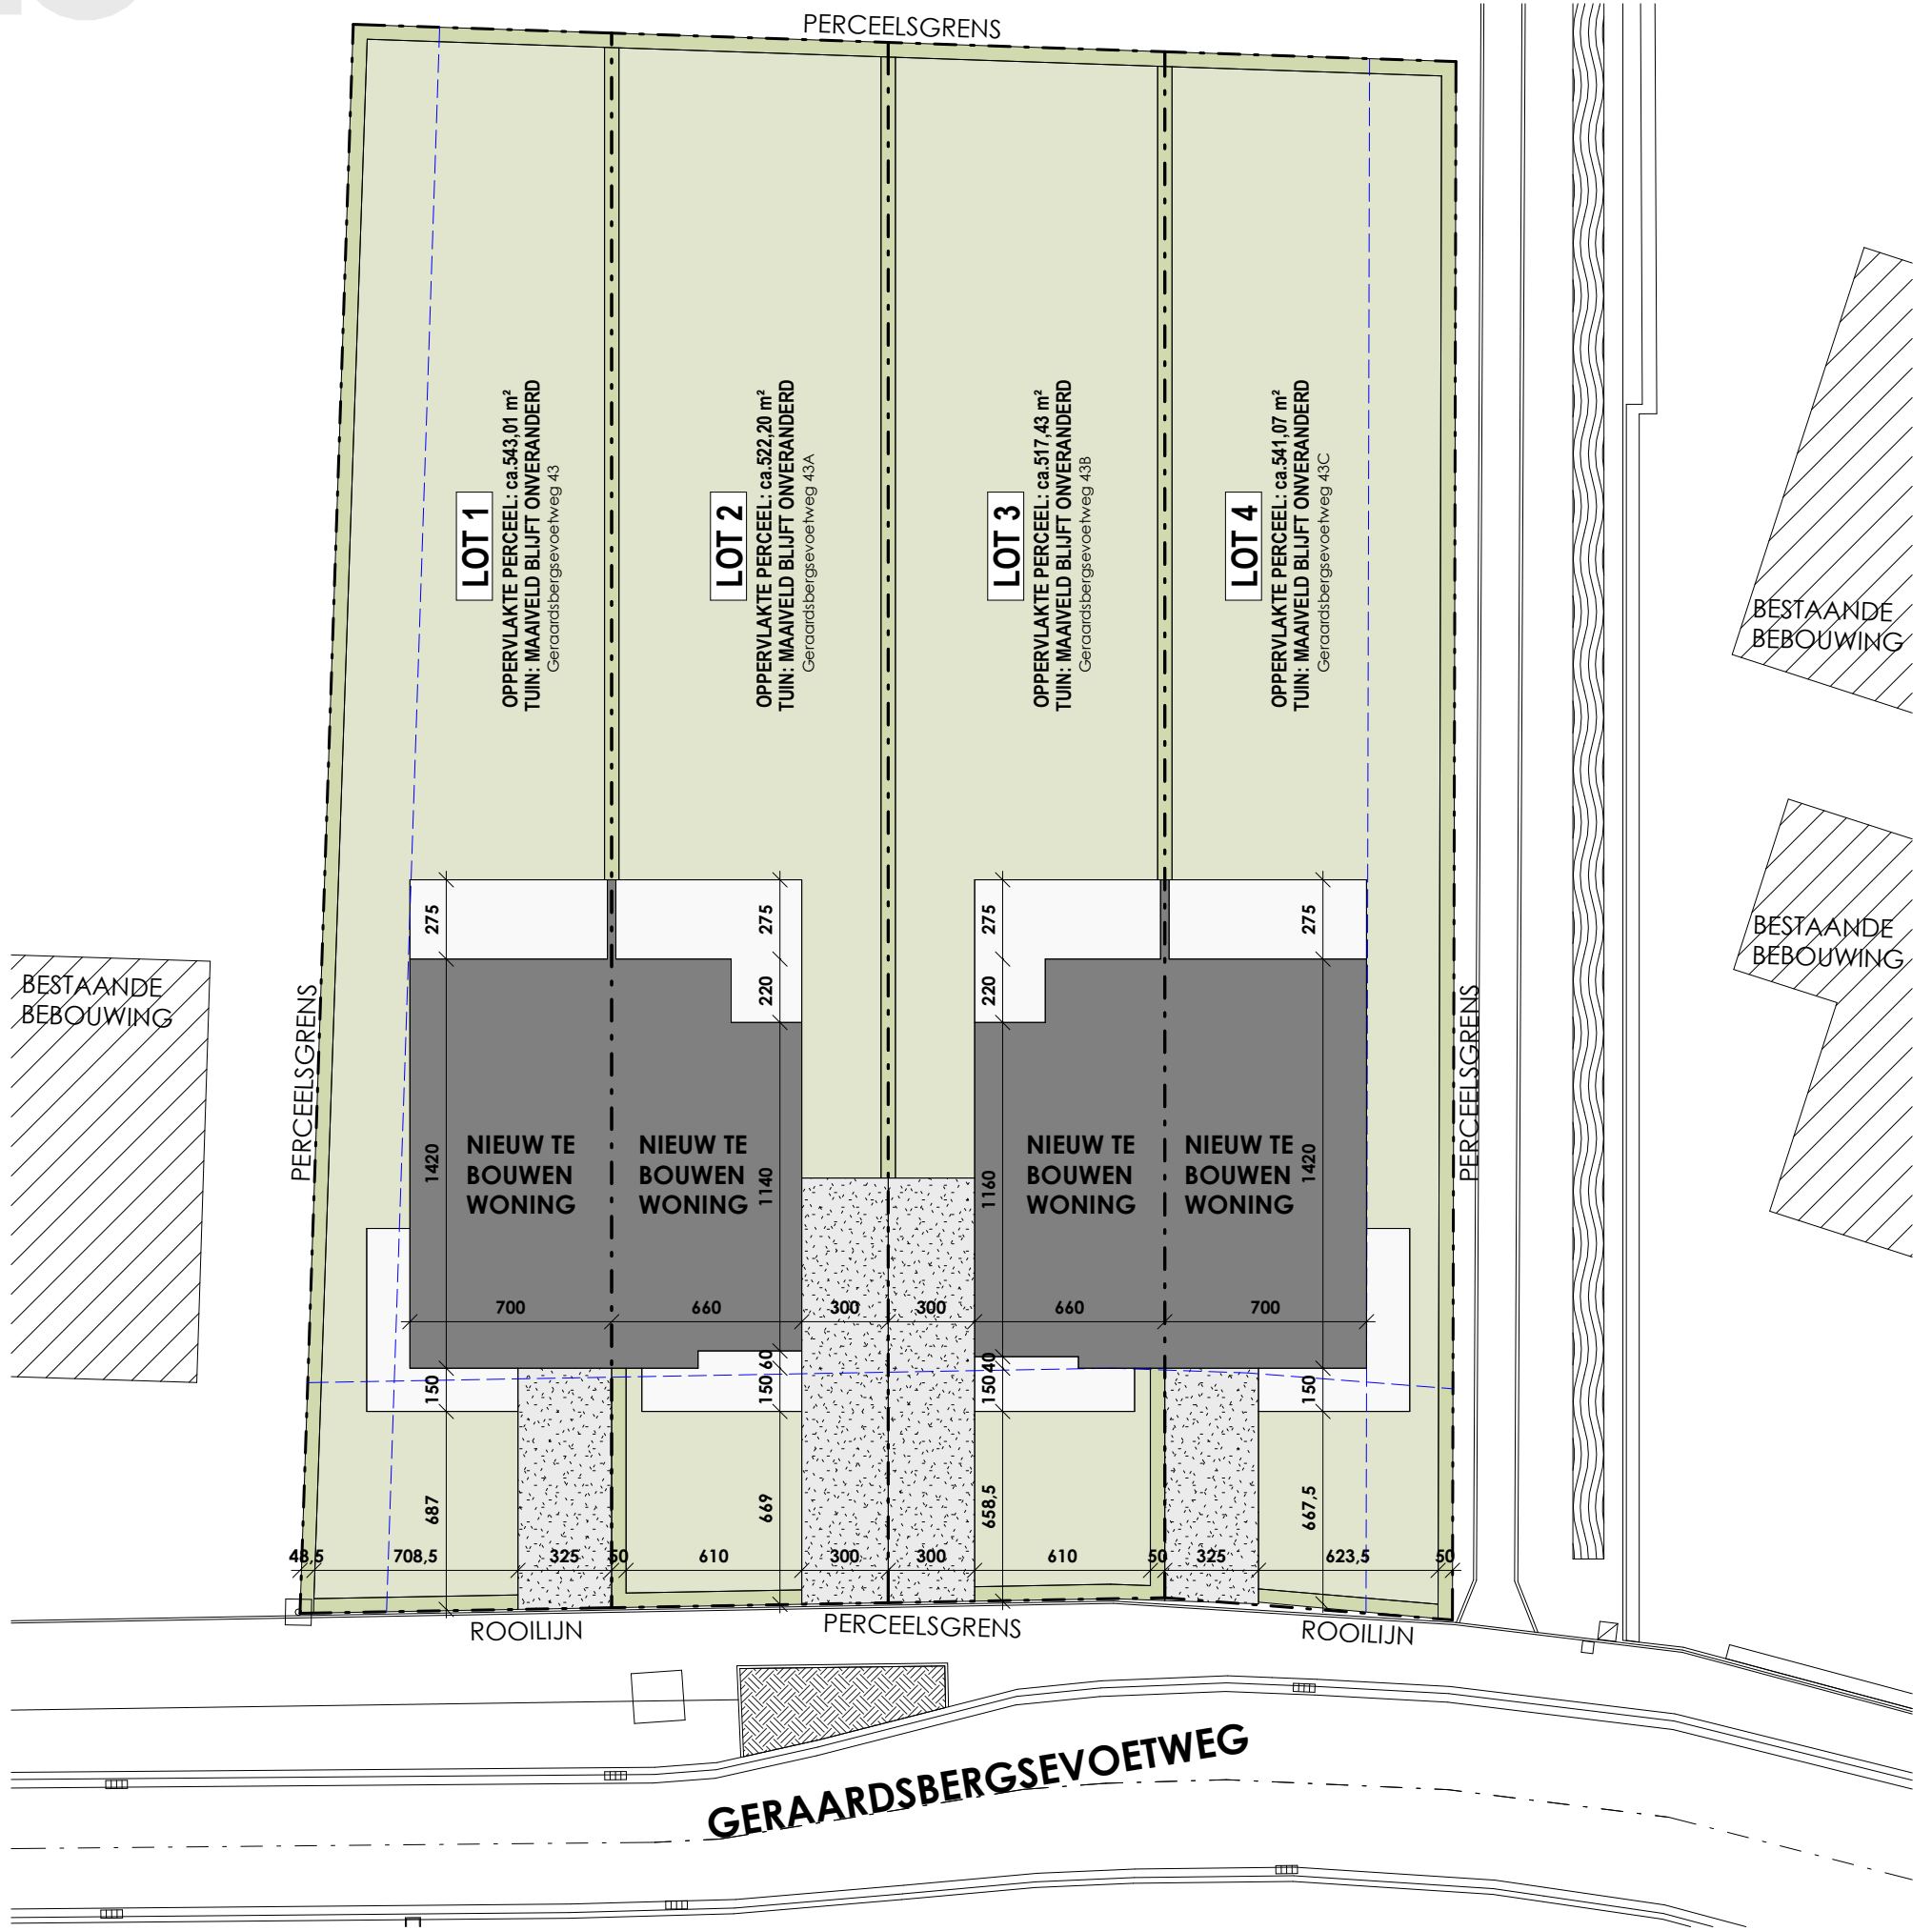 PERCEELSGRENS
LOT 1
OPPERVLAKTE PERCEEL: ca.543,01 m²
TUIN: MAAIVELD BLIJFT ONVERANDERD
Geraardsbergsevoetweg 43
LOT 2
OPPERVLAKTE PERCEEL: ca.522,20 m²
TUIN: MAAIVELD BLIJFT ONVERANDERD
Geraardsbergsevoetweg 43A
LOT 3
OPPERVLAKTE PERCEEL: ca.517,43 m²
TUIN: MAAIVELD BLIJFT ONVERANDERD
Geraardsbergsevoetweg 43B
LOT 4
OPPERVLAKTE PERCEEL: ca.541,07 m²
TUIN: MAAIVELD BLIJFT ONVERANDERD
Geraardsbergsevoetweg 43C
BESTAANDE
BEBOUWING
BESTAANDE
BEBOUWING
BESTAANDE
BEBOUWING
PERCEELSGRENS
PERCEELSGRENS
275
275
275
275
220
220
1420
NIEUW TE
BOUWEN
WONING
NIEUW TE
BOUWEN
WONING
1140
1160
NIEUW TE
BOUWEN
WONING
NIEUW TE
BOUWEN
WONING
1420
700
660
300
300
660
700
60
40
150
150
150
150
687
669
658,5
667,5
48,5
708,5
325
50
610
300
300
610
50
325
623,5
50
ROOILIJN
PERCEELSGRENS
ROOILIJN
GERAARDSBERGSEVOETWEG